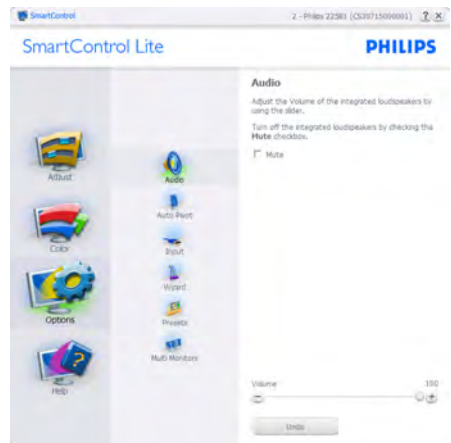 SmartControl
2 - Philips 225B1 (CS39715000001)
SmartControl Lite
PHILIPS
Adjust
Color
Options
Help
Audio
Auto Pivot
Input
Wizard
Presets
Multi Monitors
Audio
Adjust the Volume of the integrated loudspeakers by
using the slider.
Turn off the integrated loudspeakers by checking the
Mute checkbox.
Mute
Volume
100
Undo